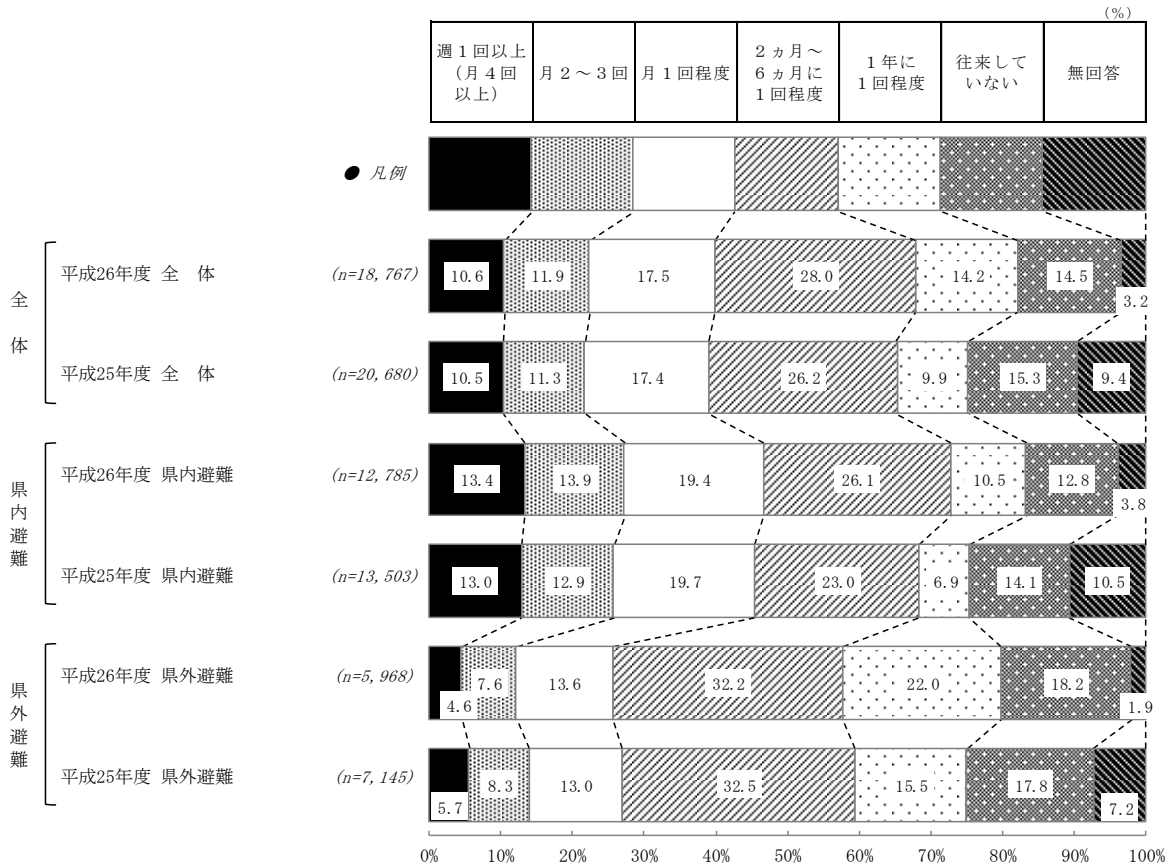 （%）
週１回以上
（月４回
以上）
月２～３回
月１回程度
２ヵ月～
６ヵ月に
１回程度
１年に
１回程度
往来して
いない
無回答
● 凡例
全体
平成26年度 全　体
(n=18,767)
10.6
11.9
17.5
28.0
14.2
14.5
3.2
平成25年度 全　体
(n=20,680)
10.5
11.3
17.4
26.2
9.9
15.3
9.4
県内避難
平成26年度 県内避難
(n=12,785)
13.4
13.9
19.4
26.1
10.5
12.8
3.8
平成25年度 県内避難
(n=13,503)
13.0
12.9
19.7
23.0
6.9
14.1
10.5
県外避難
平成26年度 県外避難
(n=5,968)
4.6
7.6
13.6
32.2
22.0
18.2
1.9
平成25年度 県外避難
(n=7,145)
5.7
8.3
13.0
32.5
15.5
17.8
7.2
0%
10%
20%
30%
40%
50%
60%
70%
80%
90%
100%